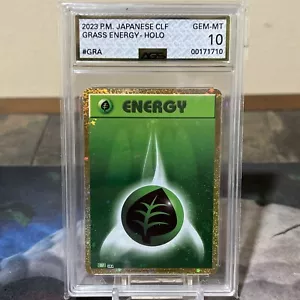 2023 P.M. JAPANESE CLF
GEM-MT
GRASS ENERGY - HOLO
10
#GRA
00171710
ENERGY